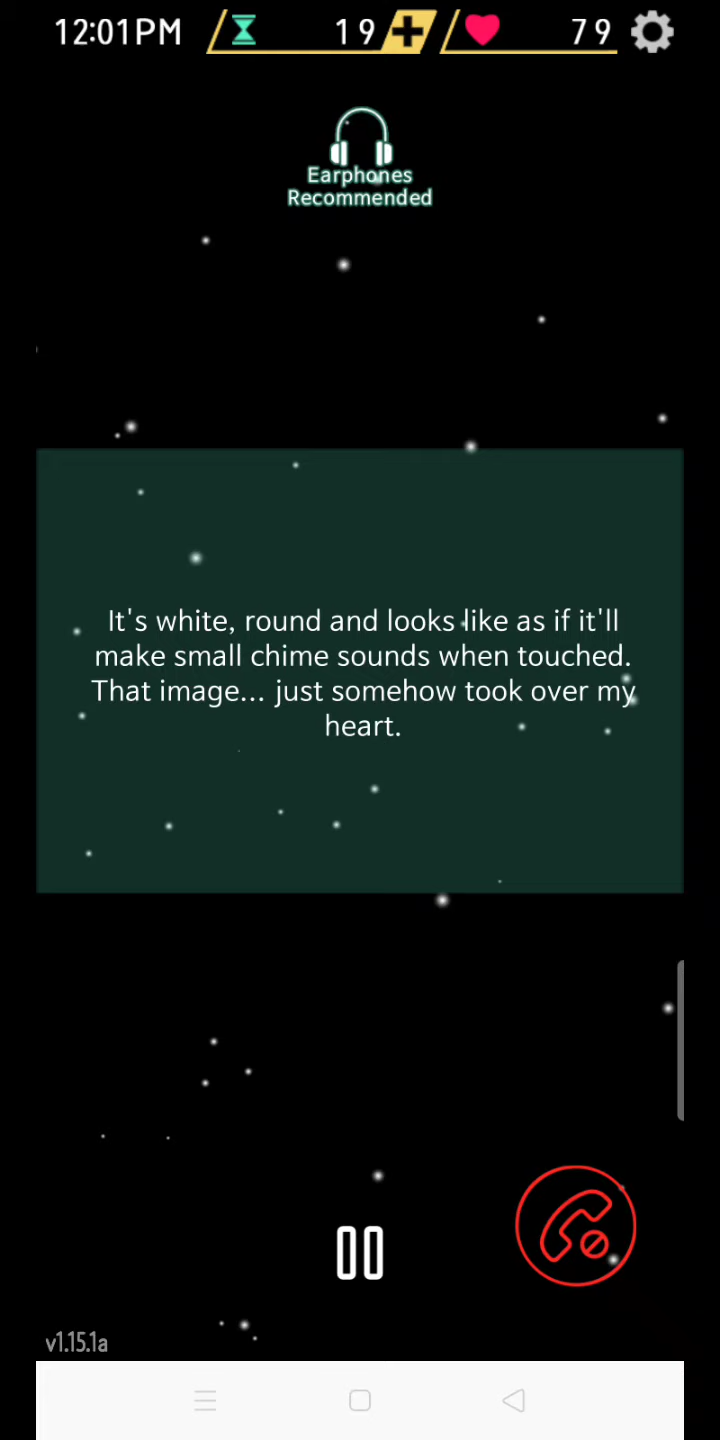 12:01PM 19 79
Earphones
Recommended
It's white, round and looks like as if it'll
make small chime sounds when touched.
That image... just somehow took over my
heart.
v1.15.1a